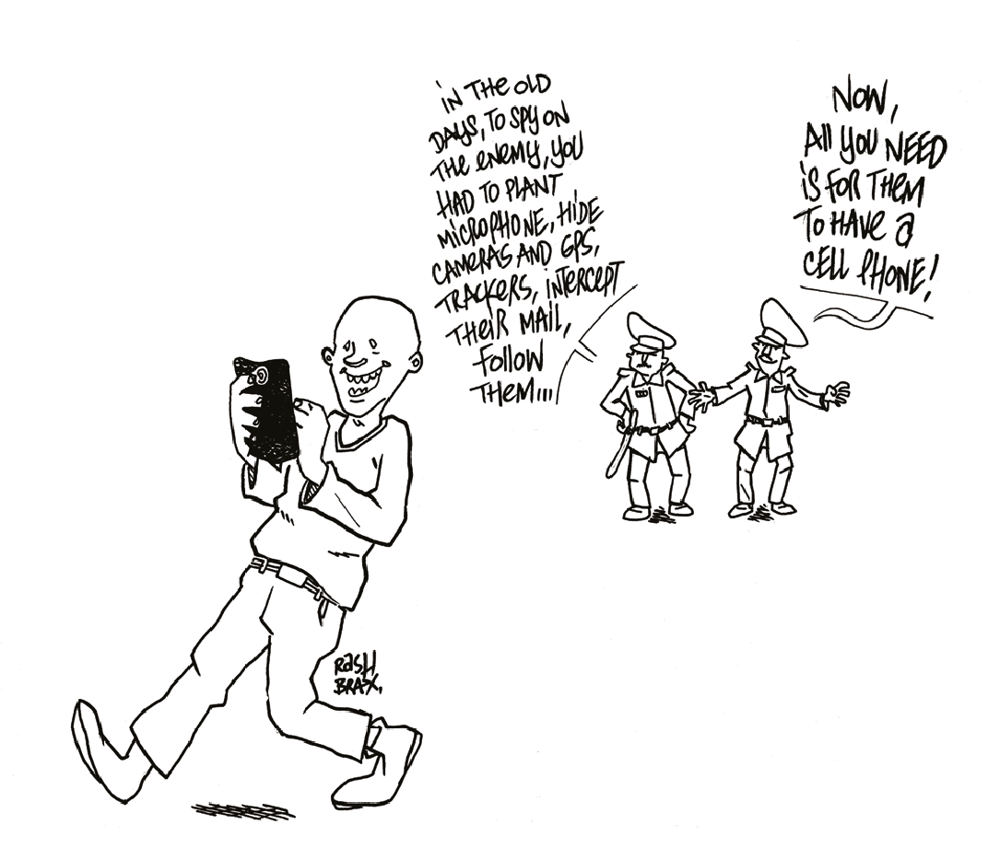 iN THe OLD
DAYS, TO SPY ON
THe eNeMY, YOU
HAD TO PLANT
MiCROPHONE, HiDE
CAMeRAS AND GPS,
TRACKeRS, iNTERCEPT
THeiR MAiL,
FOllOW
THeM...
NOW,
All YOU NEED
iS FOR THeM
TO HAVe a
CELL PHONE!
RaSH
BRAX.